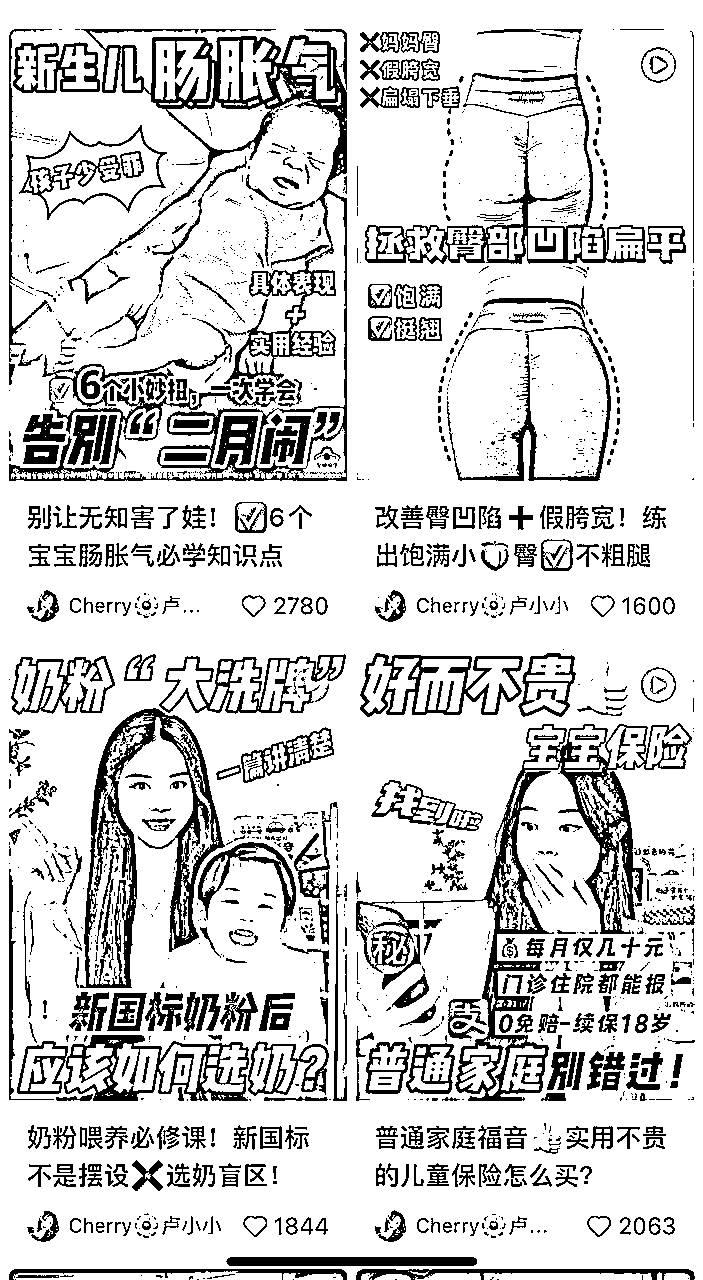 新生儿肠胀气
孩子少受罪
具体表现
+
实用经验
6个小妙招，一次学会
告别“二月闹”
别让无知害了娃！✅6个
宝宝肠胀气必学知识点
Cherry 卢...
2780
❌妈妈臀
❌假胯宽
❌扁塌下垂
拯救臀部凹陷扁平
✅饱满
✅挺翘
改善臀凹陷➕假胯宽！练
出饱满小🍑臀✅不粗腿
Cherry 卢小小
1600
奶粉“大洗牌”
一篇讲清楚
新国标奶粉后
应该如何选奶?
奶粉喂养必修课！新国标
不是摆设❌选奶盲区！
Cherry 卢小小
1844
好而不贵👍
宝宝保险
找到啦
秘
💰每月仅几十元
门诊住院都能报
0免赔-续保18岁
普通家庭别错过！
普通家庭福音👍实用不贵
的儿童保险怎么买？
Cherry 卢...
2063